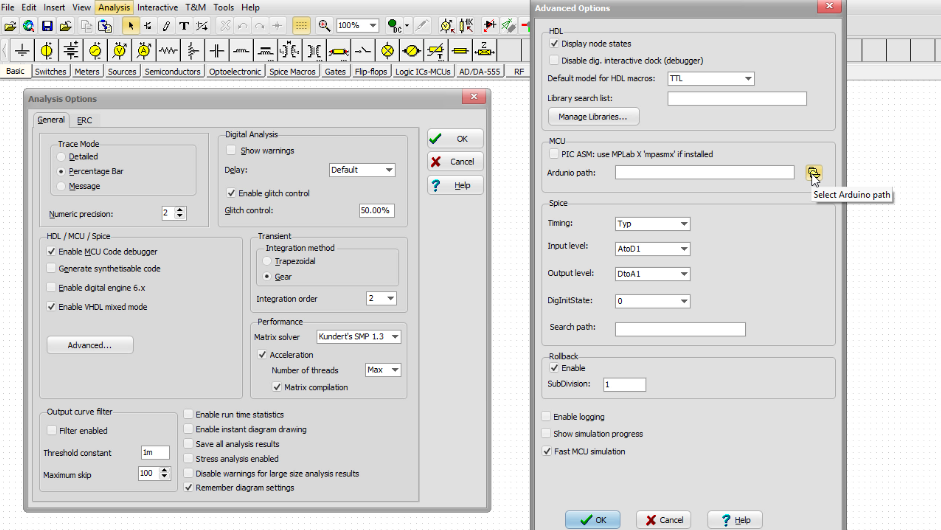 File Edit Insert View Analysis Interactive T&M Tools Help
100%
DC
Basic Switches Meters Sources Semiconductors Optoelectronic Spice Macros Gates Flip-flops Logic ICs-MCUs AD/DA-555 RF
Analysis Options
General ERC
Trace Mode
Detailed
Percentage Bar
Message
Numeric precision: 2
Digital Analysis
Show warnings
Delay: Default
Enable glitch control
Glitch control: 50.00%
OK
Cancel
Help
HDL / MCU / Spice
Enable MCU Code debugger
Generate synthetisable code
Enable digital engine 6.x
Enable VHDL mixed mode
Advanced...
Transient
Integration method
Trapezoidal
Gear
Integration order 2
Performance
Matrix solver Kundert's SMP 1.3
Acceleration
Number of threads Max
Matrix compilation
Output curve filter
Filter enabled
Threshold constant 1m
Maximum skip 100
Enable run time statistics
Enable instant diagram drawing
Save all analysis results
Stress analysis enabled
Disable warnings for large size analysis results
Remember diagram settings
Advanced Options
HDL
Display node states
Disable dig. interactive clock (debugger)
Default model for HDL macros: TTL
Library search list:
Manage Libraries...
MCU
PIC ASM: use MPLab X 'mpasmx' if installed
Ardunio path:
Select Arduino path
Spice
Timing: Typ
Input level: AtoD1
Output level: DtoA1
DigInitState: 0
Search path:
Rollback
Enable
SubDivision: 1
Enable logging
Show simulation progress
Fast MCU simulation
OK Cancel Help